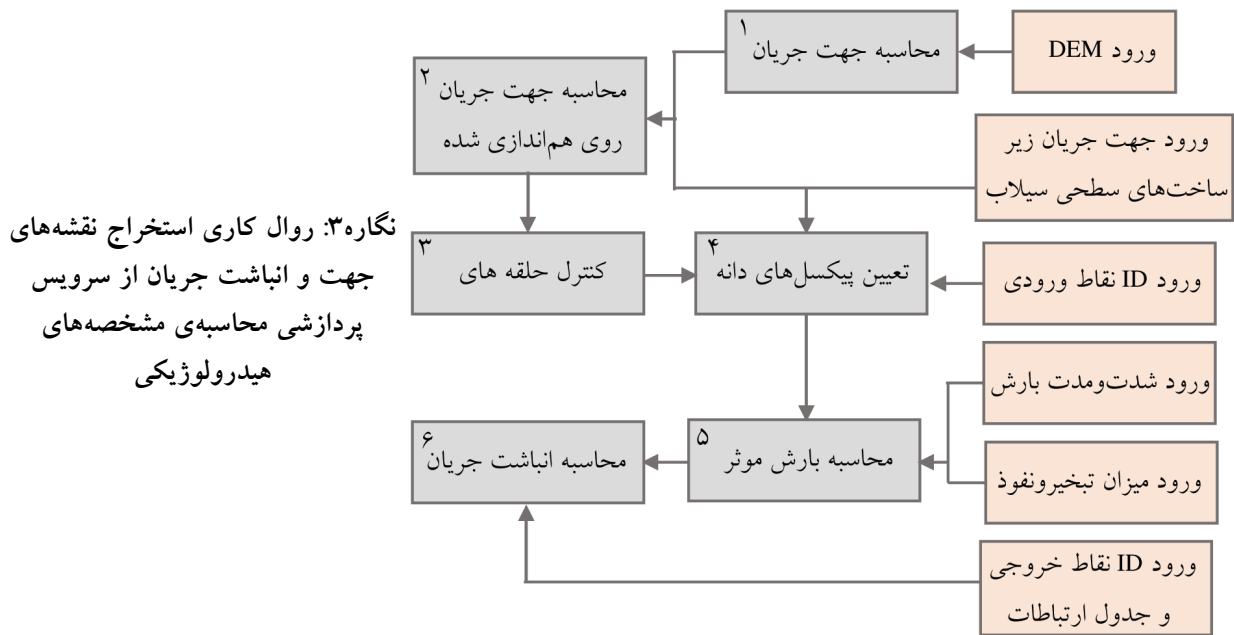 ورود DEM
۱ محاسبه جهت جریان
۲ محاسبه جهت جریان
روی هم‌اندازی شده
ورود جهت جریان زیر
ساخت‌های سطحی سیلاب
۳ کنترل حلقه های
۴ تعیین پیکسل‌های دانه
ورود ID نقاط ورودی
ورود شدت‌ومدت بارش
۵ محاسبه بارش موثر
۶ محاسبه انباشت جریان
ورود میزان تبخیرونفوذ
ورود ID نقاط خروجی
و جدول ارتباطات
نگاره۳: روال کاری استخراج نقشه‌های
جهت و انباشت جریان از سرویس
پردازشی محاسبه‌ی مشخصه‌های
هیدرولوژیکی